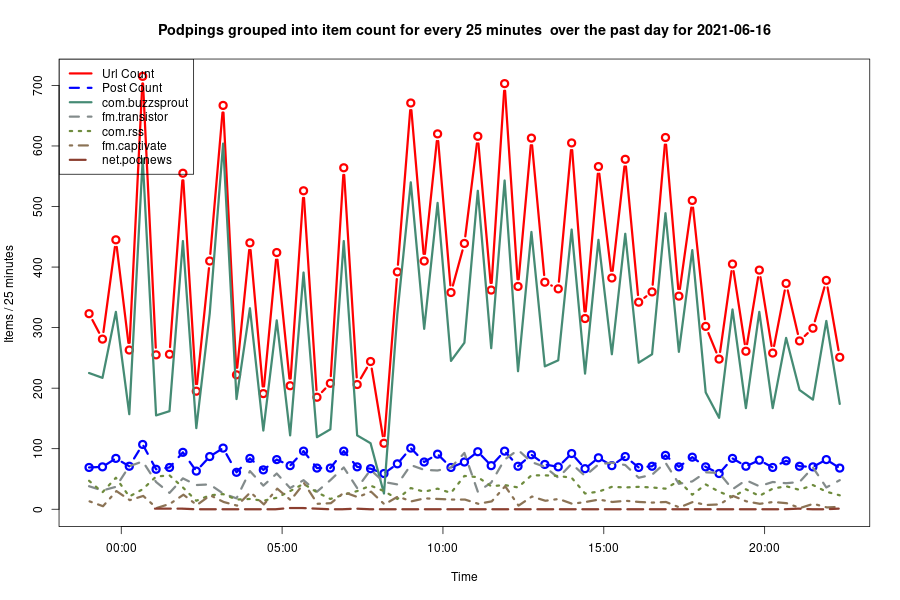 Podpings grouped into item count for every 25 minutes  over the past day for 2021-06-16
Url Count
Post Count
com.buzzsprout
fm.transistor
com.rss
fm.captivate
net.podnews
Items / 25 minutes
700
600
500
400
300
200
100
0
00:00 05:00 10:00 15:00 20:00
Time